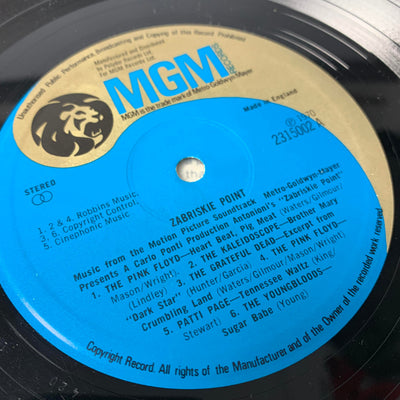 Unauthorised Public Performance, Broadcasting and Copying of this Record Prohibited
Manufactured and Distributed
by Polydor Records Ltd.
For MGM Records Ltd.
MGM
RECORDS
MGM is the trade mark of Metro-Goldwyn-Mayer
Made in England
℗ 1970
2315002 A
STEREO
1. 2 & 4. Robbins Music.
3. 6. Copyright Control.
5. Cinephonic Music.
ZABRISKIE POINT
Music from the Motion Picture Soundtrack Metro-Goldwyn-Mayer
Presents A Carlo Ponti Production Antonioni's 'Zabriskie Point'
1. THE PINK FLOYD—Heart Beat, Pig Meat (Waters/Gilmour/
Mason/Wright). 2. THE KALEIDOSCOPE—Brother Mary
(Lindley) 3. THE GRATEFUL DEAD—Excerpt from
"Dark Star" (Hunter/Garcia) 4. THE PINK FLOYD—
Crumbling Land (Waters/Gilmour/Mason/Wright)
5. PATTI PAGE—Tennessee Waltz (King/
Stewart) 6. THE YOUNGBLOODS—
Sugar Babe (Young)
Copyright Record. All rights of the Manufacturer and of the Owner of the recorded work reserved
the